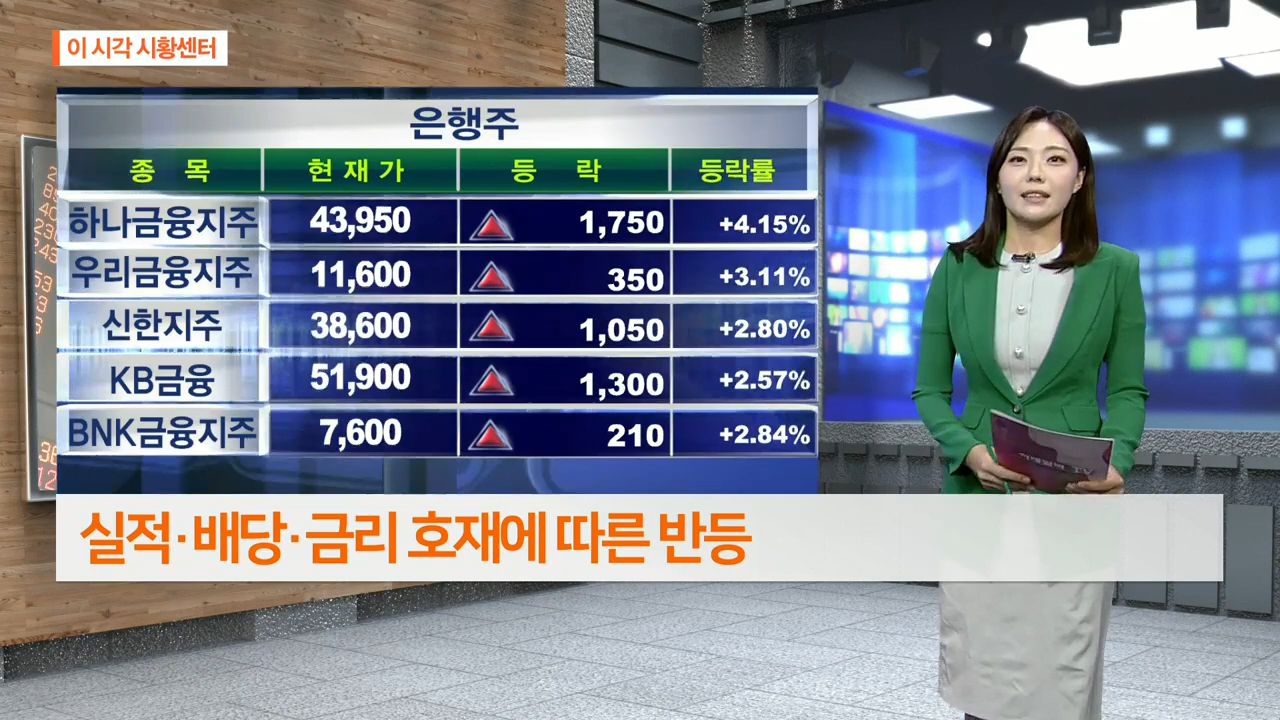 이 시각 시황센터
은행주
종 목 현 재 가 등 락 등락률
하나금융지주 43,950 ▲ 1,750 +4.15%
우리금융지주 11,600 ▲ 350 +3.11%
신한지주 38,600 ▲ 1,050 +2.80%
KB금융 51,900 ▲ 1,300 +2.57%
BNK금융지주 7,600 ▲ 210 +2.84%
실적·배당·금리 호재에 따른 반등